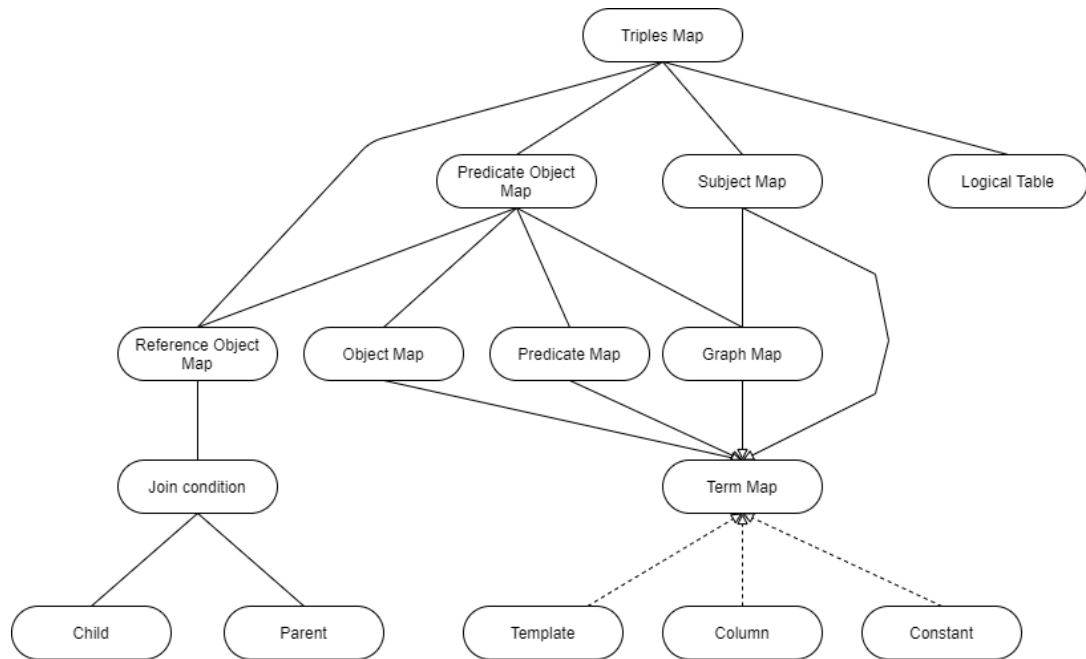 Triples Map
Predicate Object
Map
Subject Map
Logical Table
Reference Object
Map
Object Map
Predicate Map
Graph Map
Join condition
Term Map
Child
Parent
Template
Column
Constant